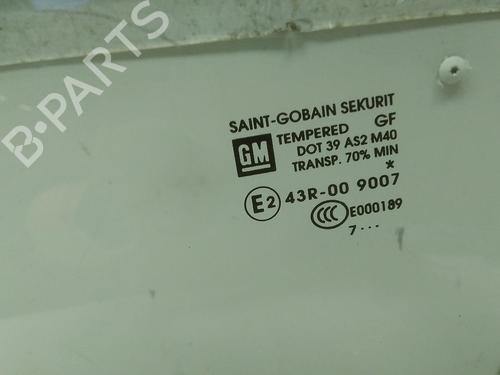 B-PARTS
SAINT-GOBAIN SEKURIT
TEMPERED GF
GM
DOT 39 AS2 M40
TRANSP. 70% MIN
*
E2 43R-00 9007
CCC E000189
7···